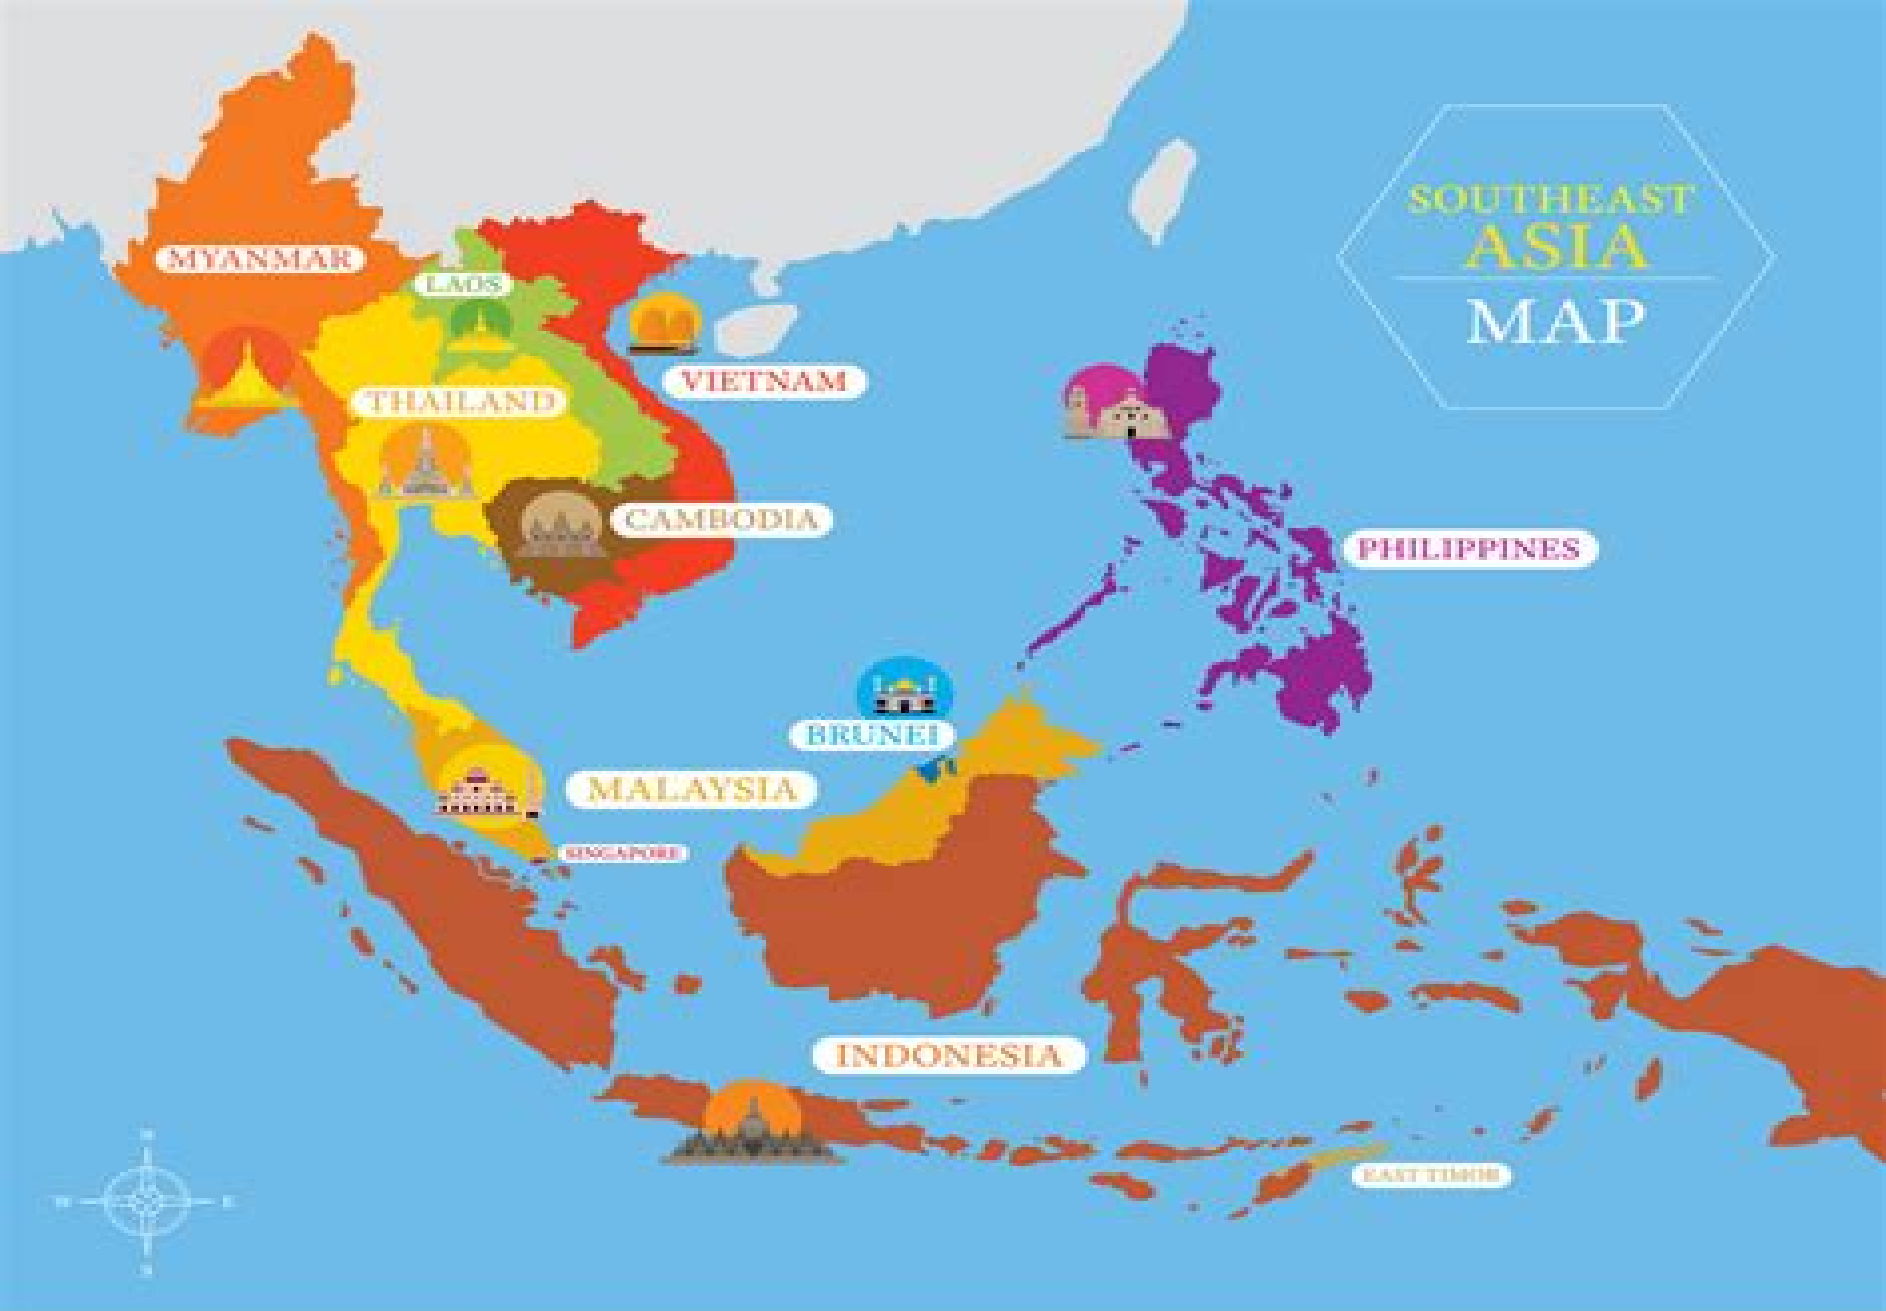 SOUTHEAST
ASIA
MAP
MYANMAR
LAOS
VIETNAM
THAILAND
CAMBODIA
PHILIPPINES
BRUNEI
MALAYSIA
SINGAPORE
INDONESIA
EAST TIMOR
N
W E
S